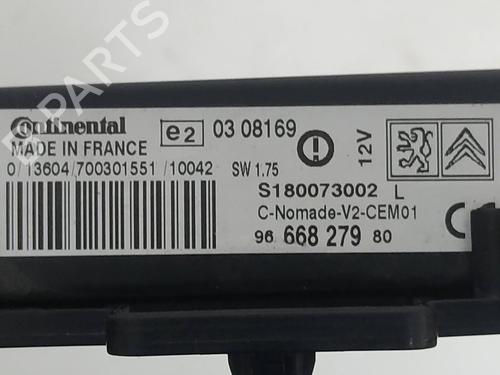 B-PARTS
Continental
MADE IN FRANCE
e2
03 08169
12V
0/13604/700301551/10042
SW 1.75
S180073002 L
C-Nomade-V2-CEM01
96 668 279 80